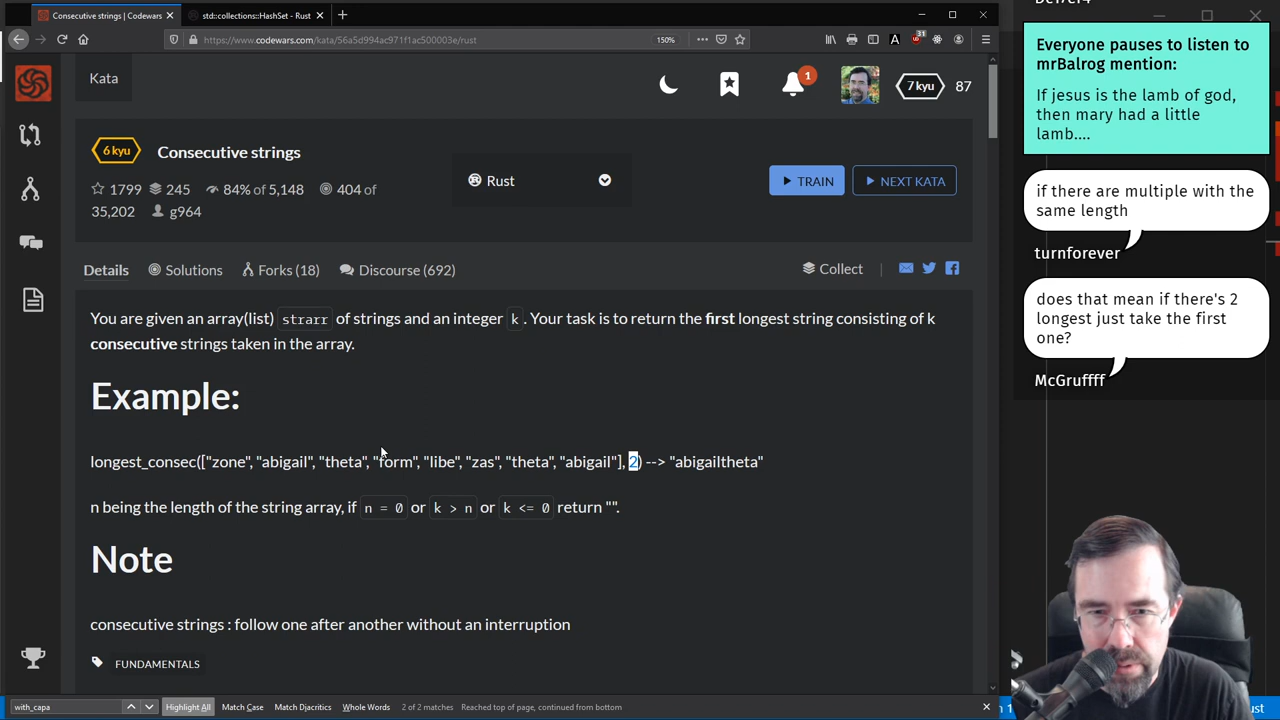 Consecutive strings | Codewars
std::collections::HashSet - Rust
https://www.codewars.com/kata/56a5d994ac971f1ac500003e/rust
150%
31
Kata
1
7 kyu
87
6 kyu
Consecutive strings
1799
245
84% of 5,148
404 of
35,202
g964
Rust
TRAIN
NEXT KATA
Details
Solutions
Forks (18)
Discourse (692)
Collect
You are given an array(list) strarr of strings and an integer k. Your task is to return the first longest string consisting of k
consecutive strings taken in the array.
Example:
longest_consec(["zone", "abigail", "theta", "form", "libe", "zas", "theta", "abigail"], 2) --> "abigailtheta"
n being the length of the string array, if n = 0 or k > n or k <= 0 return "".
Note
consecutive strings : follow one after another without an interruption
FUNDAMENTALS
with_capa
Highlight All
Match Case
Match Diacritics
Whole Words
2 of 2 matches
Reached top of page, continued from bottom
Everyone pauses to listen to
mrBalrog mention:
If jesus is the lamb of god,
then mary had a little
lamb....
if there are multiple with the
same length
turnforever
does that mean if there's 2
longest just take the first
one?
McGruffff